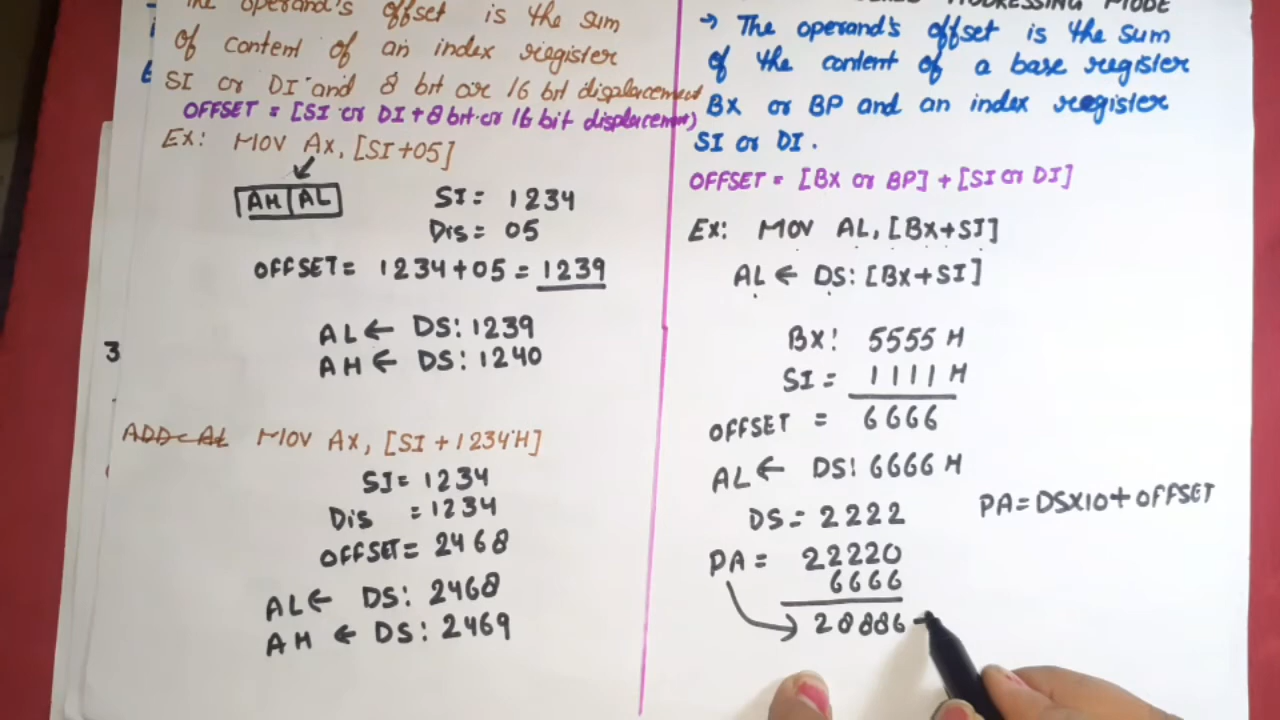 The operand's offset is the sum
of content of an index register
SI or DI and 8 bit or 16 bit displacement
OFFSET = [SI or DI + 8 bit or 16 bit displacement]
Ex: MOV AX, [SI+05]
AH AL
SI = 1234
Dis = 05
OFFSET = 1234+05 = 1239
AL ← DS: 1239
AH ← DS: 1240
3
ADD AL MOV AX, [SI + 1234H]
SI = 1234
Dis = 1234
OFFSET = 2468
AL ← DS: 2468
AH ← DS: 2469
ADDRESSING MODE
→ The operand's offset is the sum
of the content of a base register
BX or BP and an index register
SI or DI.
OFFSET = [BX or BP] + [SI or DI]
Ex: MOV AL, [BX+SI]
AL ← DS: [BX+SI]
BX: 5555 H
SI = 1111 H
OFFSET = 6666
AL ← DS: 6666 H
DS = 2222
PA = DSX10 + OFFSET
PA = 22220
6666
28886